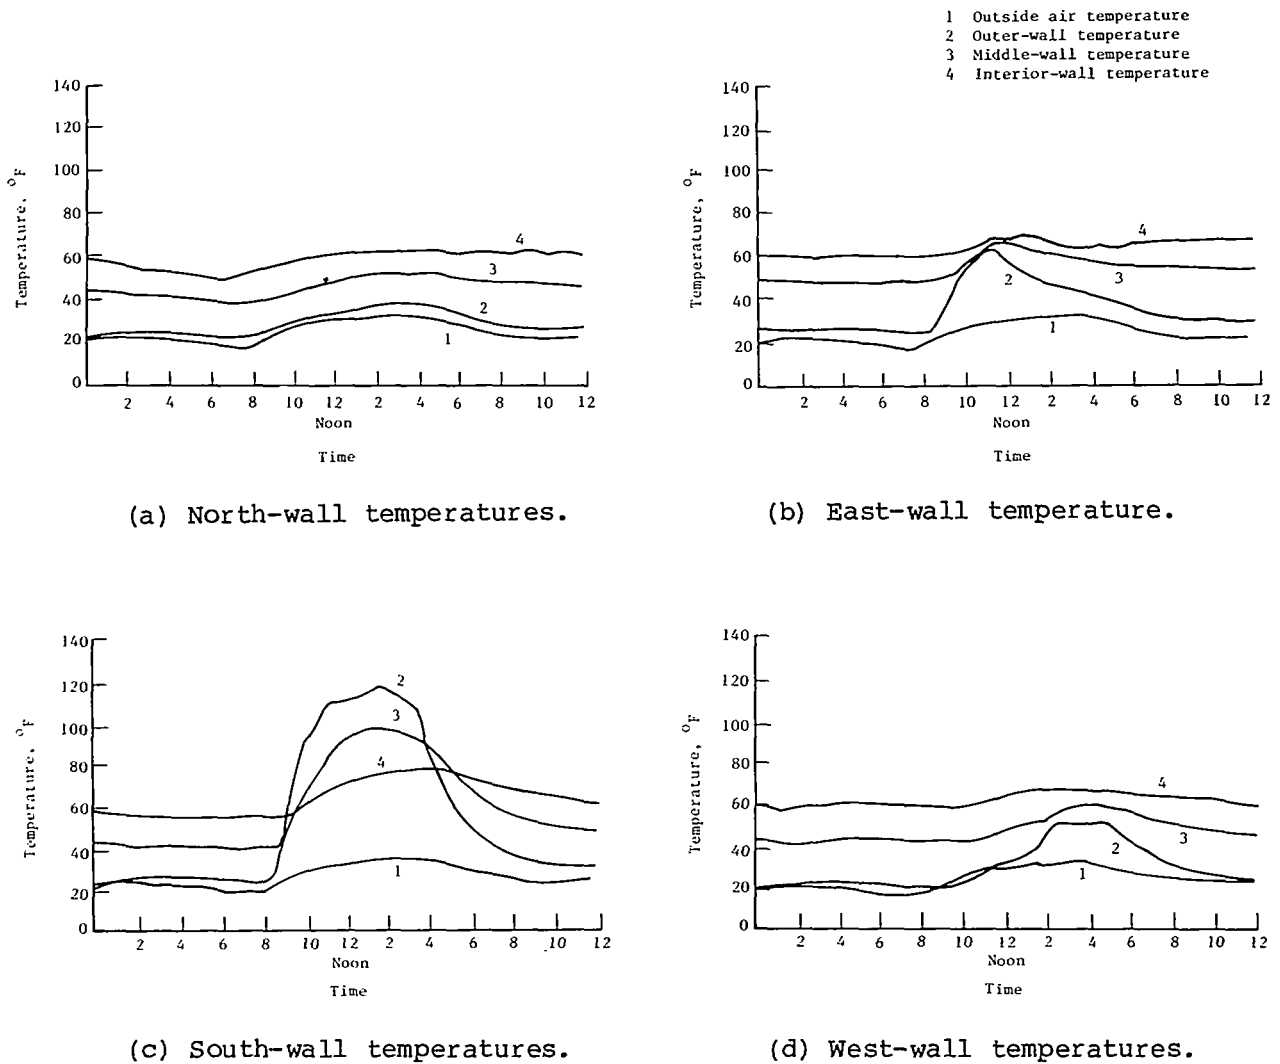 1 Outside air temperature
2 Outer-wall temperature
3 Middle-wall temperature
4 Interior-wall temperature
140
120
100
80
60
40
20
0
Temperature, °F
4
3
2
1
2 4 6 8 10 12 2 4 6 8 10 12
Noon
Time
(a) North-wall temperatures.
140
120
100
80
60
40
20
0
Temperature, °F
4
3
2
1
2 4 6 8 10 12 2 4 6 8 10 12
Noon
Time
(b) East-wall temperature.
140
120
100
80
60
40
20
0
Temperature, °F
2
3
4
1
2 4 6 8 10 12 2 4 6 8 10 12
Noon
Time
(c) South-wall temperatures.
140
120
100
80
60
40
20
0
Temperature, °F
4
3
2
1
2 4 6 8 10 12 2 4 6 8 10 12
Noon
Time
(d) West-wall temperatures.